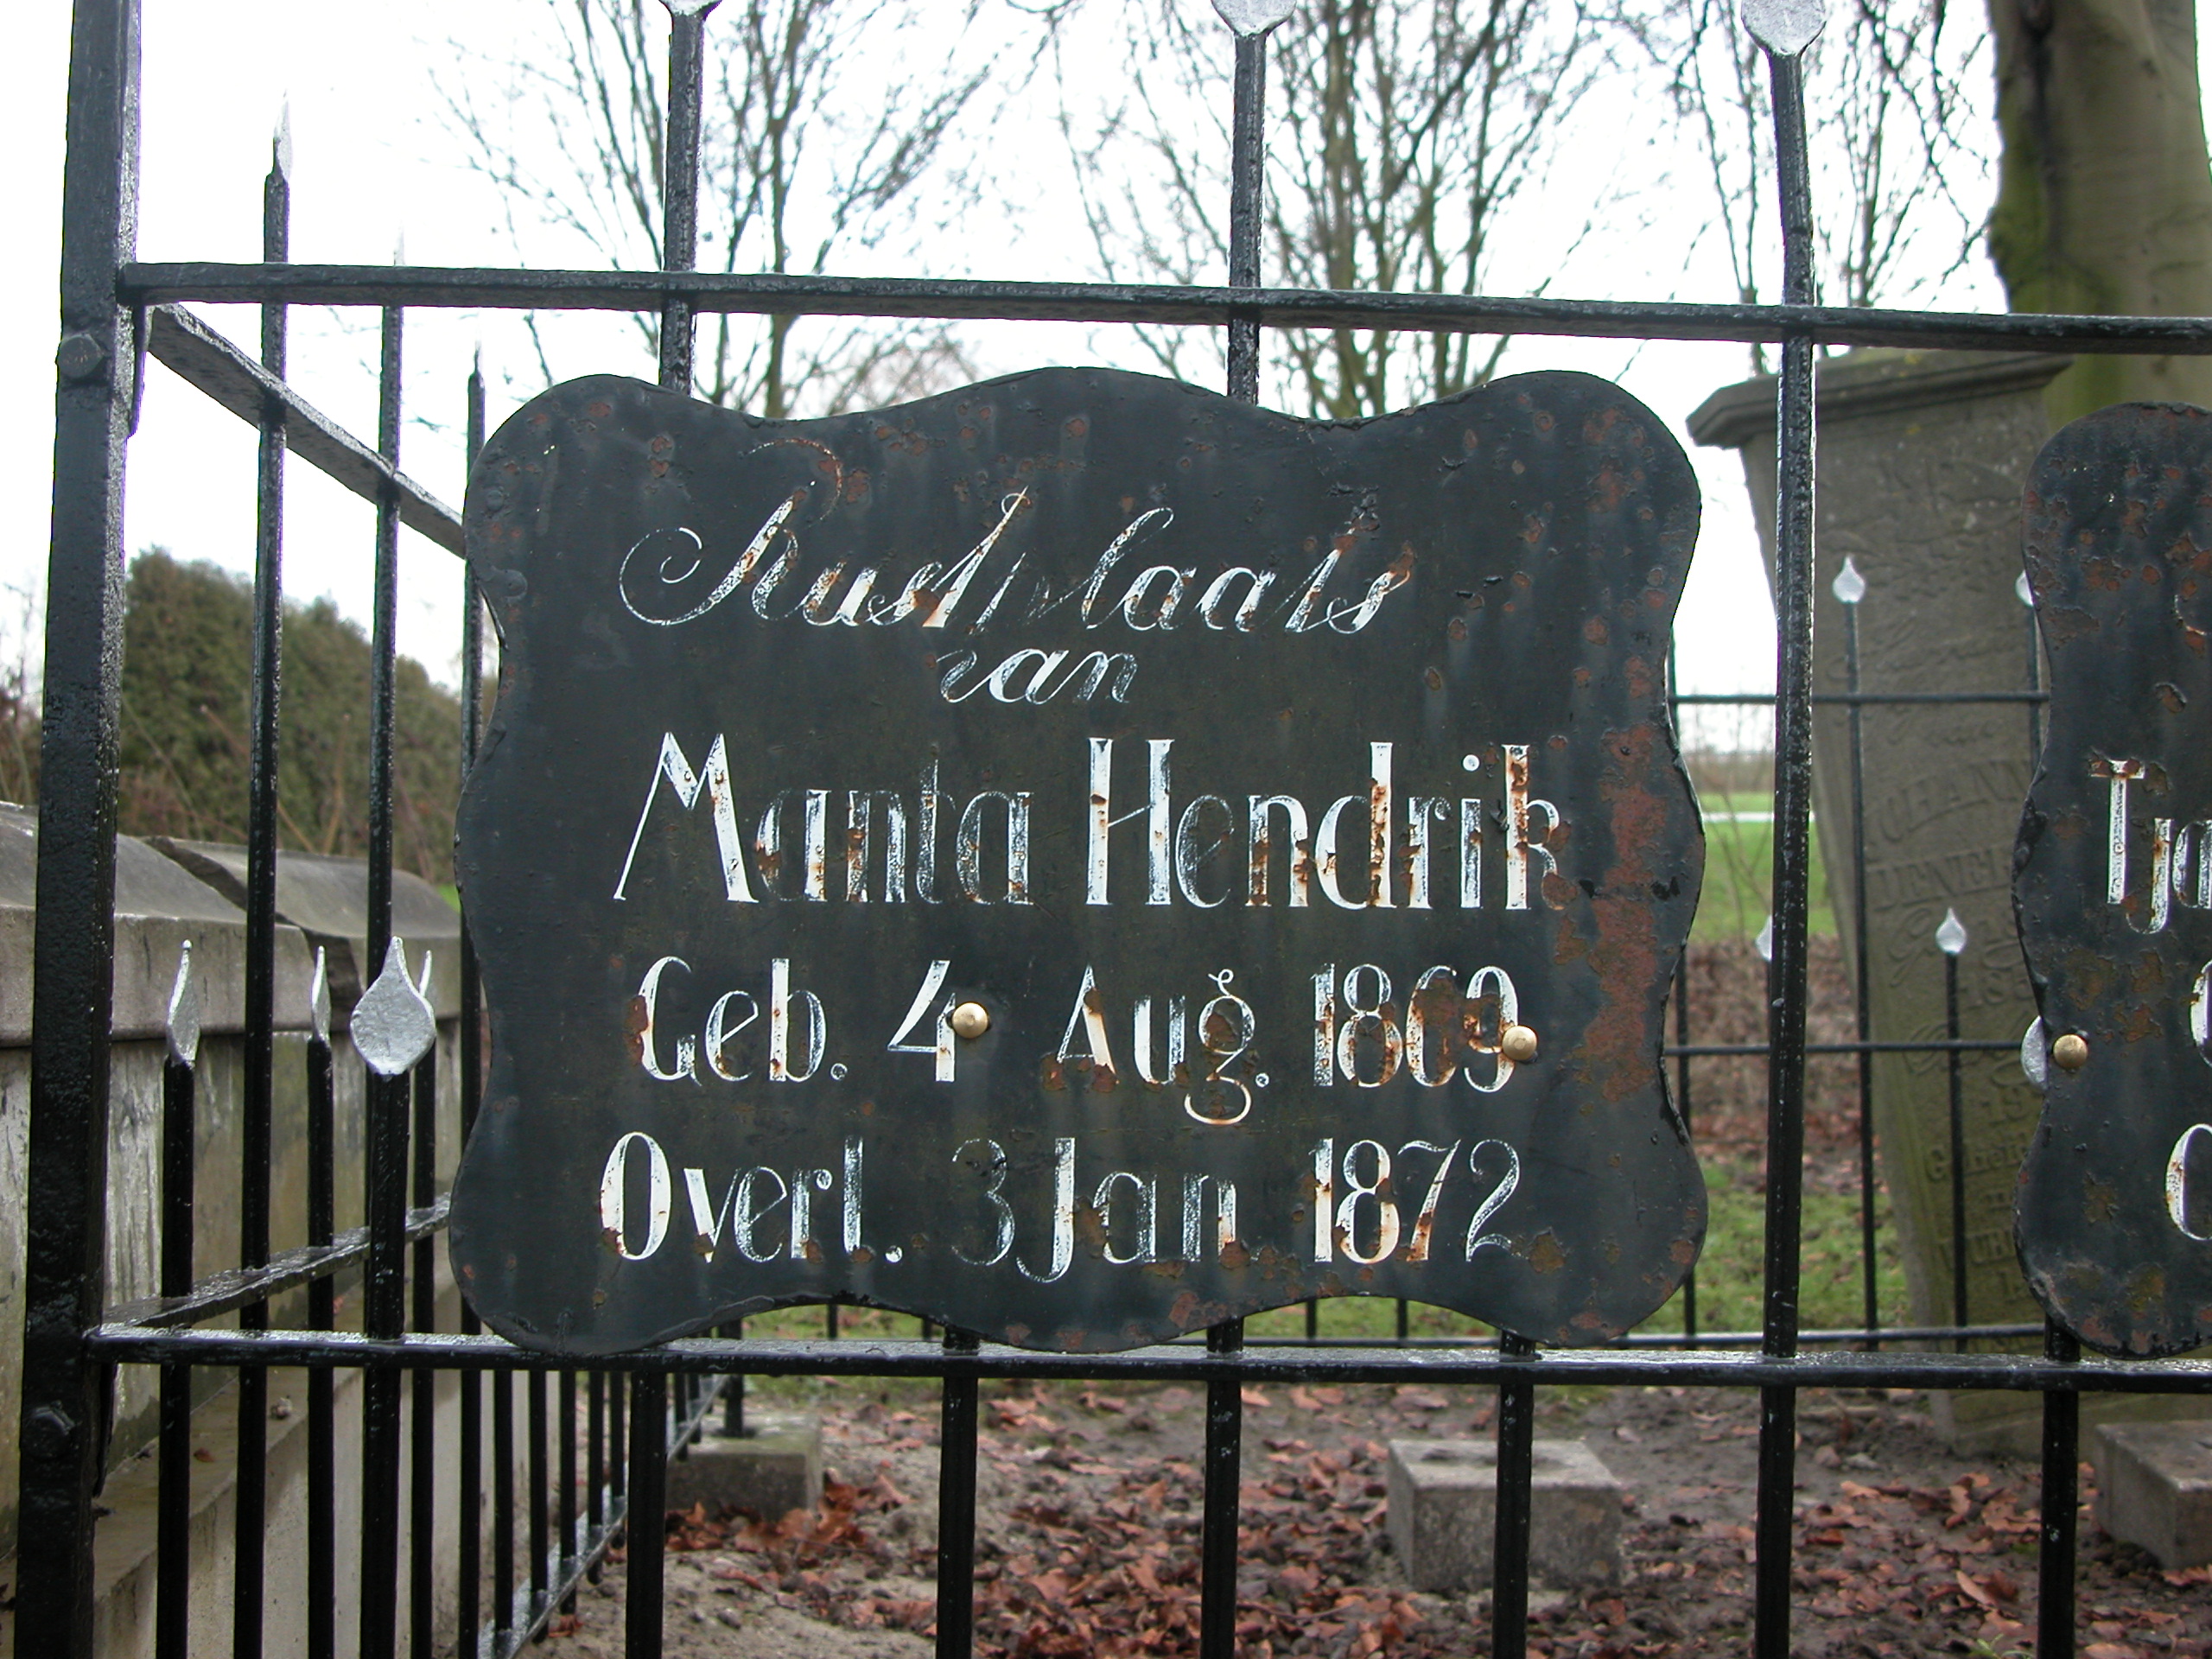 Rustplaats
van
Manta Hendrik
Geb. 4 Aug. 1869
Overl. 3 Jan 1872